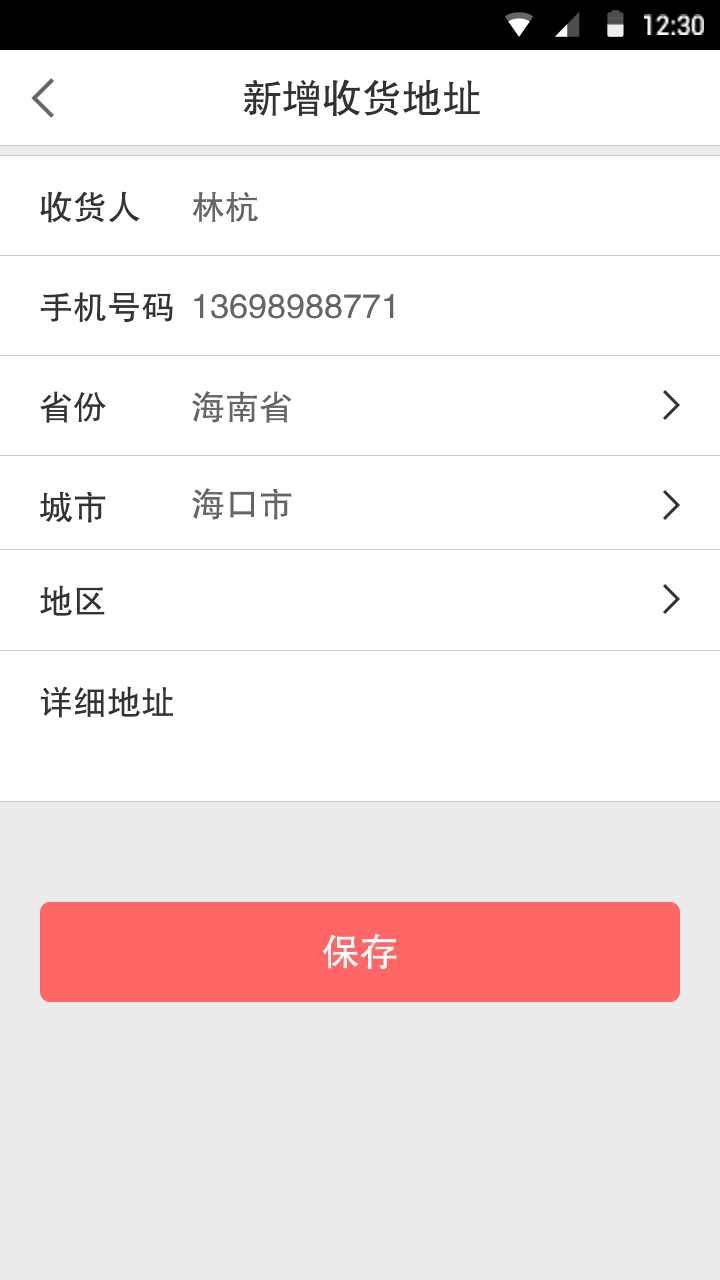 12:30
新增收货地址
收货人 林杭
手机号码 13698988771
省份 海南省
城市 海口市
地区
详细地址
保存